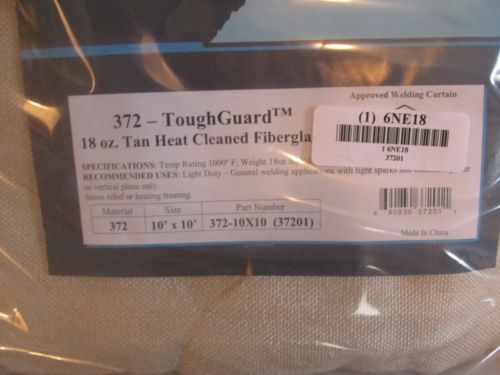 Approved Welding Curtain
372 – ToughGuard™
18 oz. Tan Heat Cleaned Fibergla
(1) 6NE18
1 6NE18
37201
SPECIFICATIONS: Temp Rating 1000° F; Weight 18oz
RECOMMENDED USES: Light Duty– General welding applications with light sparks and
on vertical plane only.
Stress relief or heating treating.
Material Size Part Number
372 10' x 10' 372-10X10 (37201)
90830 37201
Made In China